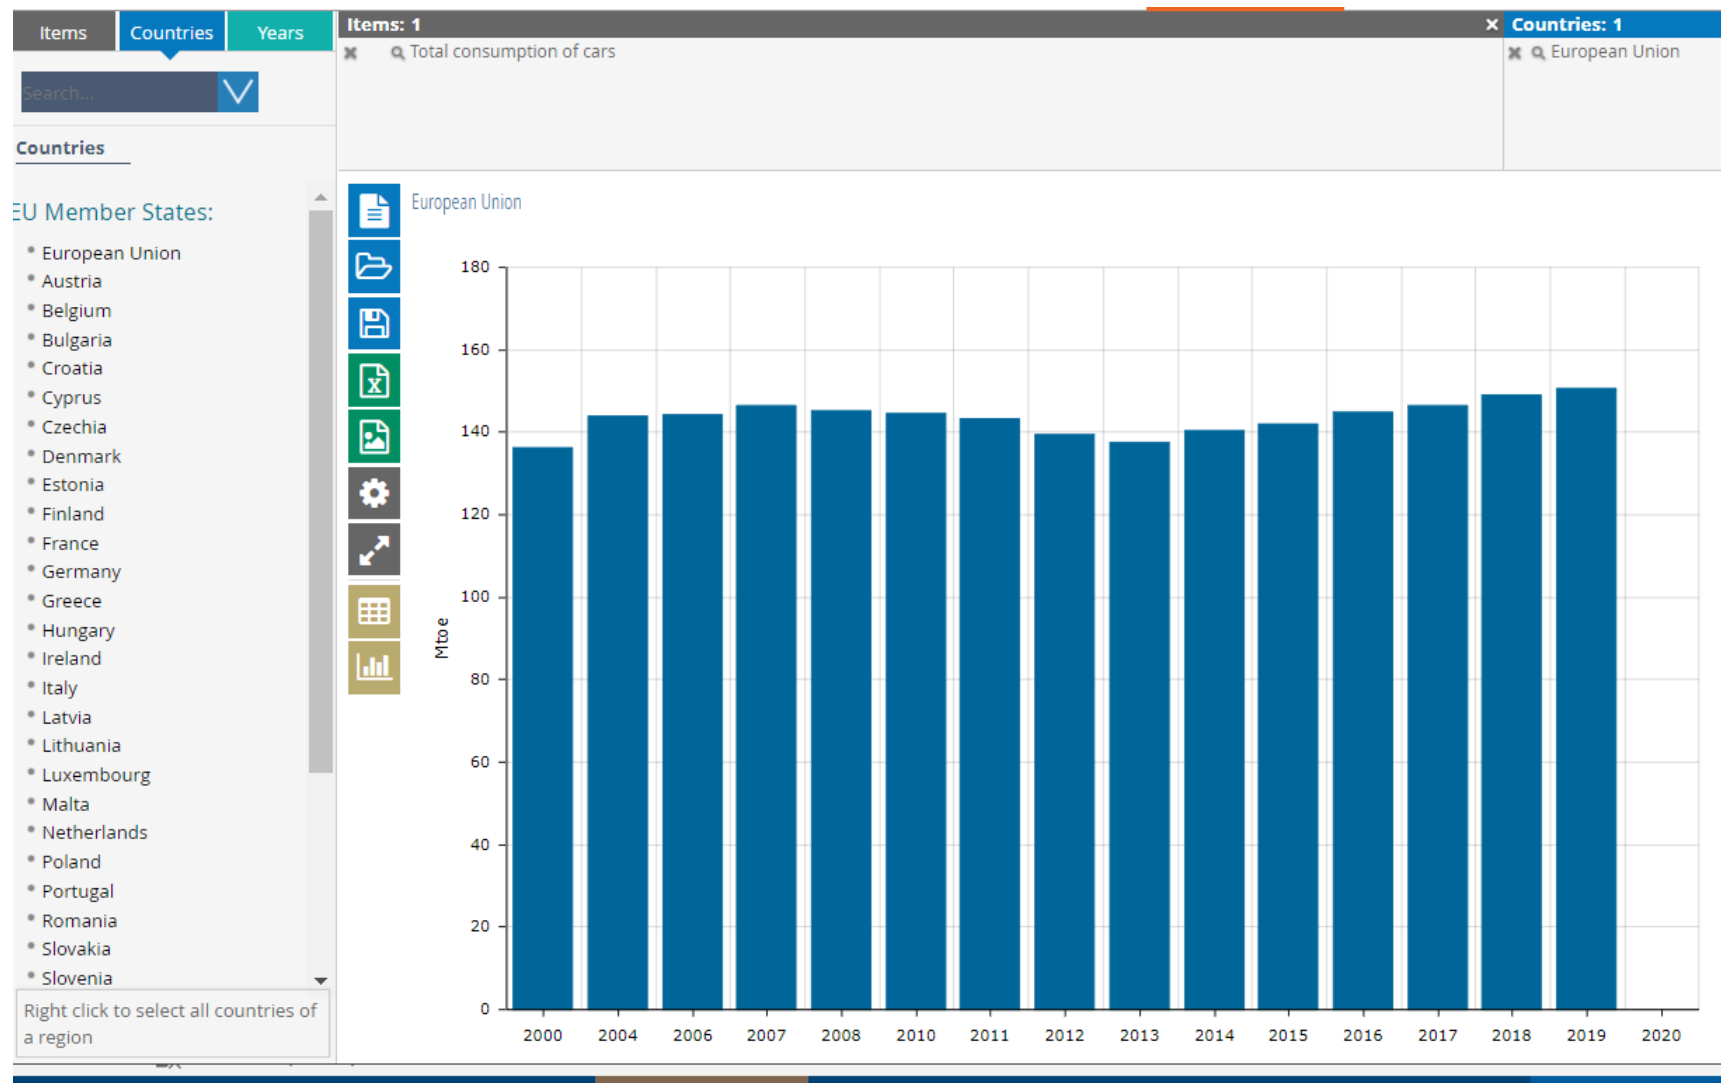 Items
Countries
Years
Search...
Countries
EU Member States:
European Union
Austria
Belgium
Bulgaria
Croatia
Cyprus
Czechia
Denmark
Estonia
Finland
France
Germany
Greece
Hungary
Ireland
Italy
Latvia
Lithuania
Luxembourg
Malta
Netherlands
Poland
Portugal
Romania
Slovakia
Slovenia
Right click to select all countries of
a region
Items: 1
Total consumption of cars
Countries: 1
European Union
European Union
180
160
140
120
100
80
60
40
20
0
Mtoe
2000 2004 2006 2007 2008 2010 2011 2012 2013 2014 2015 2016 2017 2018 2019 2020